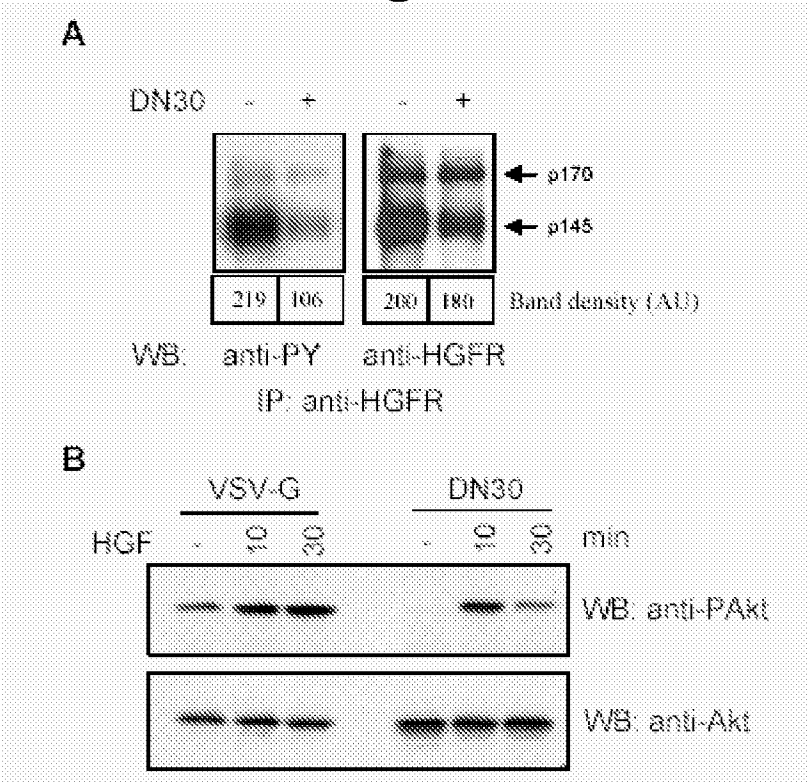 A
DN30 - + - +
p170
p145
219 106 200 180 Band density (AU)
WB: anti-PY anti-HGFR
IP: anti-HGFR
B
VSV-G DN30
HGF - 10 30 - 10 30 min
WB: anti-PAkt
WB: anti-Akt